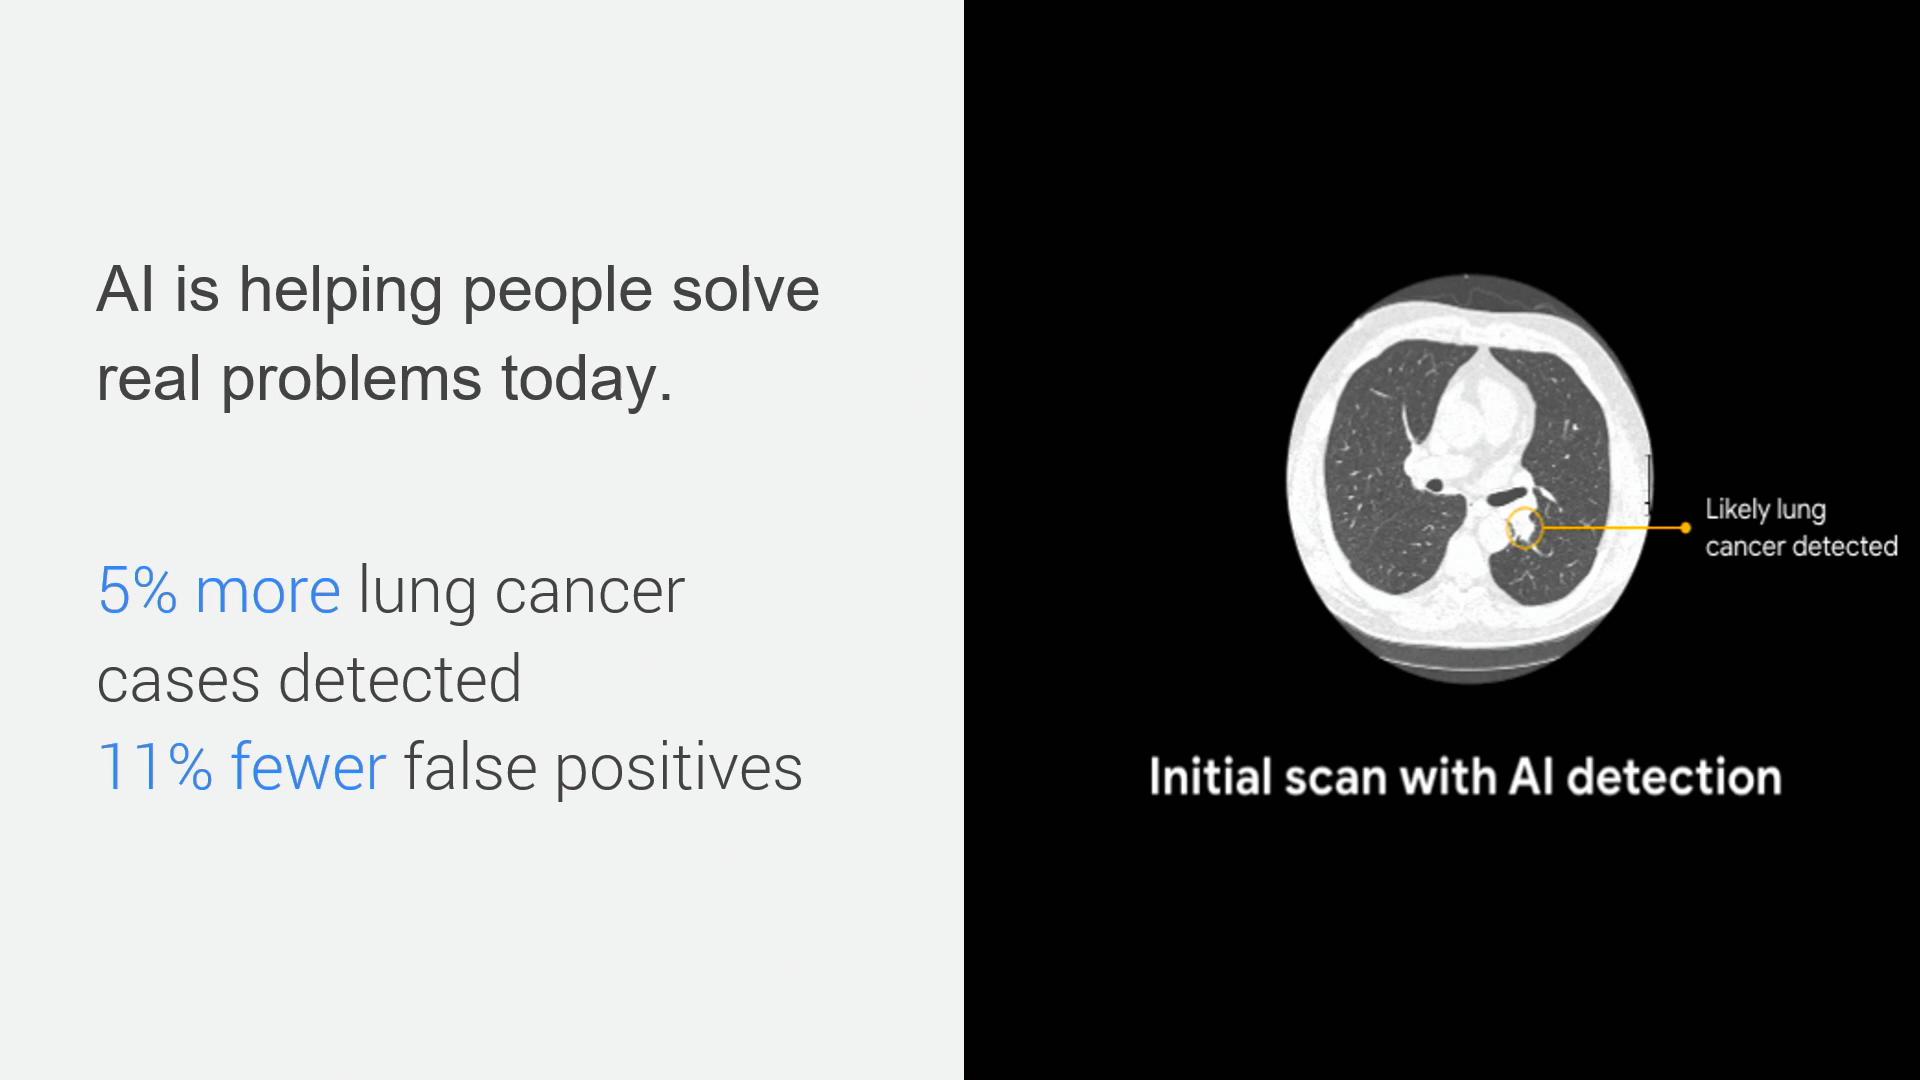 AI is helping people solve
real problems today.
5% more lung cancer
cases detected
11% fewer false positives
Likely lung
cancer detected
Initial scan with AI detection